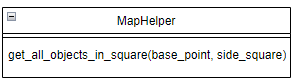 MapHelper
get_all_objects_in_square(base_point, side_square)